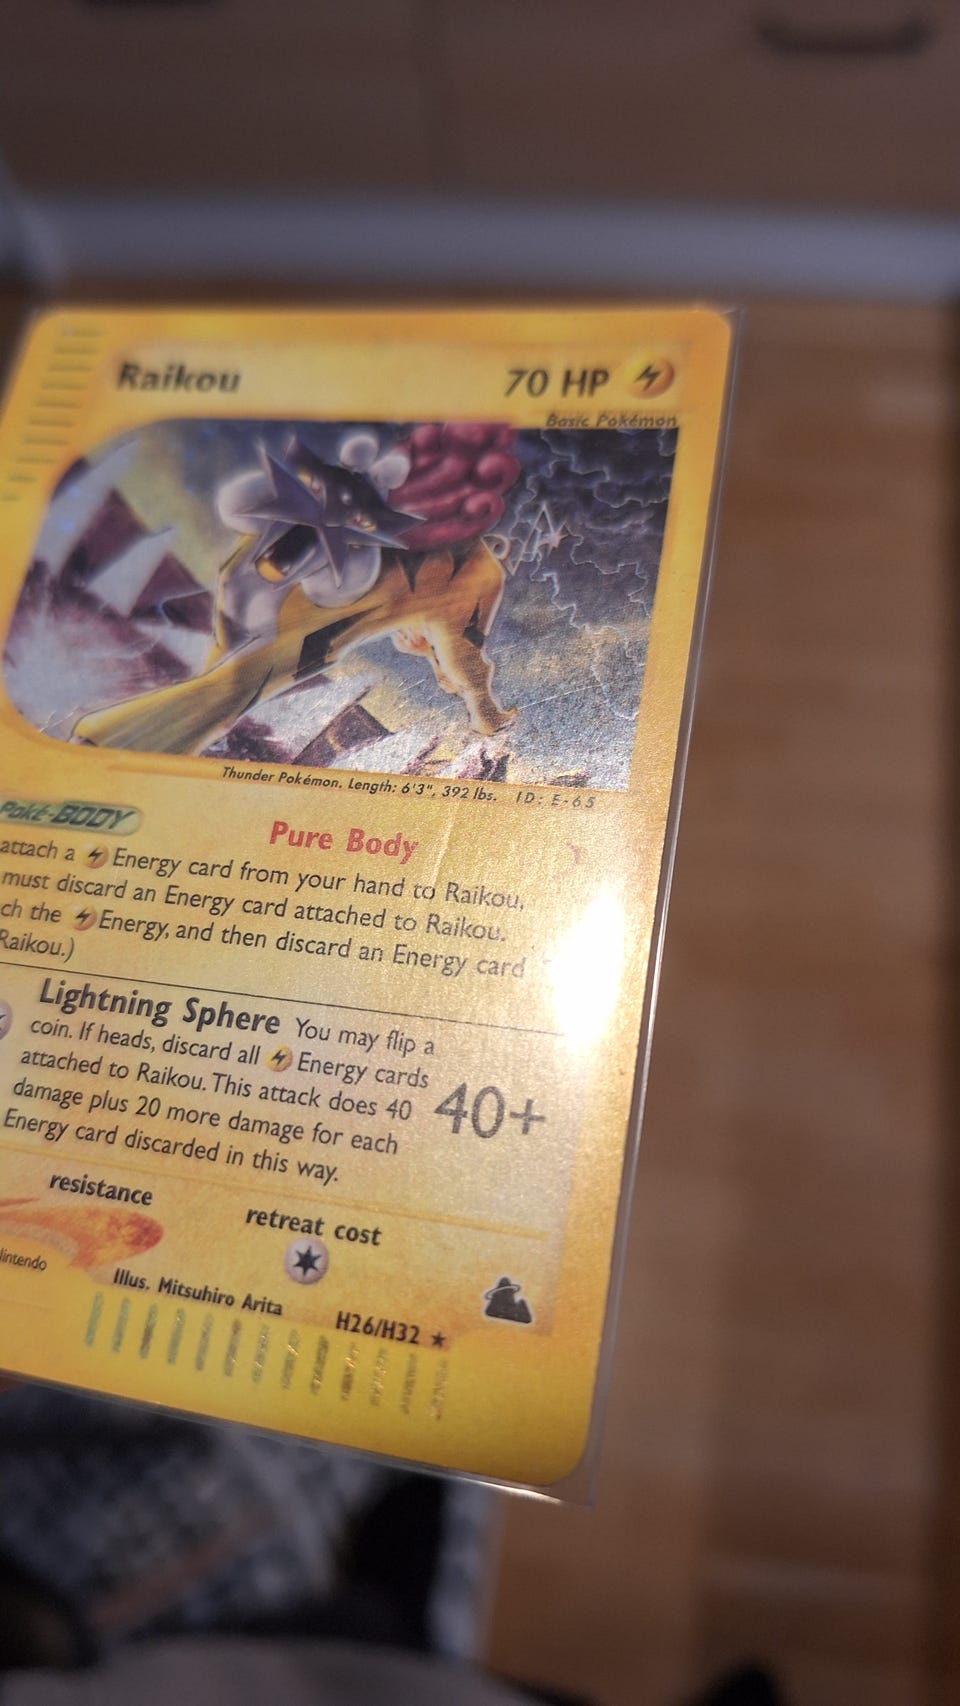 Raikou 70 HP
Basic Pokémon
Thunder Pokémon. Length: 6'3", 392 lbs. ID: E-65
Poké-BODY Pure Body
attach a Energy card from your hand to Raikou,
must discard an Energy card attached to Raikou.
ch the Energy, and then discard an Energy card
Raikou.)
Lightning Sphere You may flip a
coin. If heads, discard all Energy cards
attached to Raikou. This attack does 40
damage plus 20 more damage for each
Energy card discarded in this way.
40+
resistance
retreat cost
Nintendo
Illus. Mitsuhiro Arita
H26/H32 ★